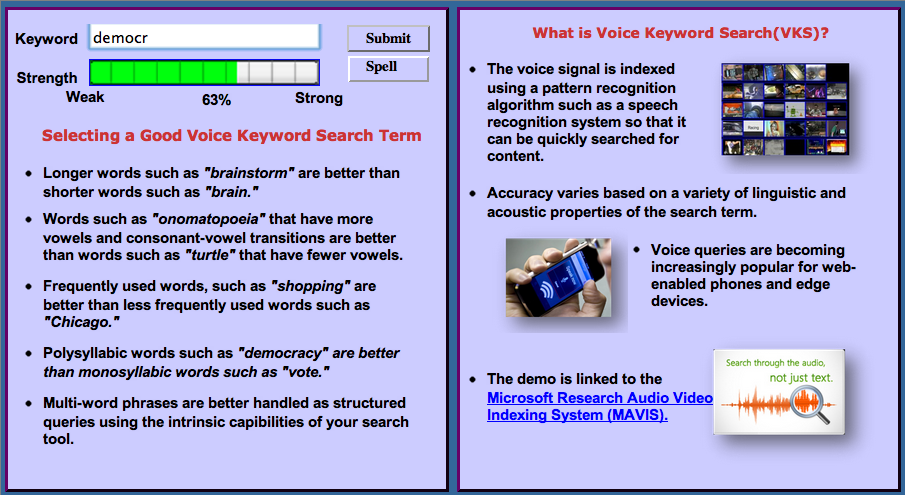 Keyword democr Submit
Strength Spell
Weak 63% Strong
Selecting a Good Voice Keyword Search Term
Longer words such as "brainstorm" are better than
shorter words such as "brain."
Words such as "onomatopoeia" that have more
vowels and consonant-vowel transitions are better
than words such as "turtle" that have fewer vowels.
Frequently used words, such as "shopping" are
better than less frequently used words such as
"Chicago."
Polysyllabic words such as "democracy" are better
than monosyllabic words such as "vote."
Multi-word phrases are better handled as structured
queries using the intrinsic capibilities of your search
tool.
What is Voice Keyword Search(VKS)?
The voice signal is indexed
using a pattern recognition
algorithm such as a speech
recognition system so that it
can be quickly searched for
content.
Accuracy varies based on a variety of linguistic and
acoustic properties of the search term.
Voice queries are becoming
increasingly popular for web-
enabled phones and edge
devices.
The demo is linked to the
Microsoft Research Audio Video
Indexing System (MAVIS).
Search through the audio,
not just text.